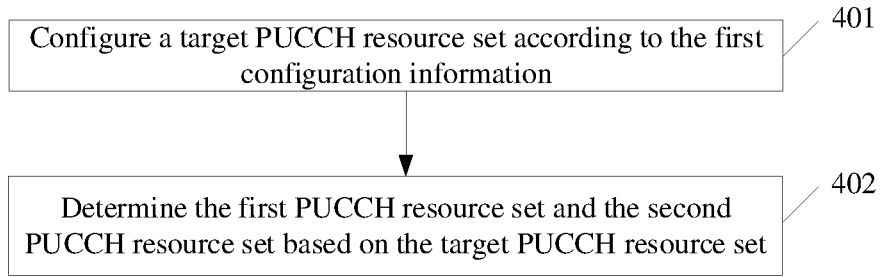 Configure a target PUCCH resource set according to the first
configuration information
401
Determine the first PUCCH resource set and the second
PUCCH resource set based on the target PUCCH resource set
402